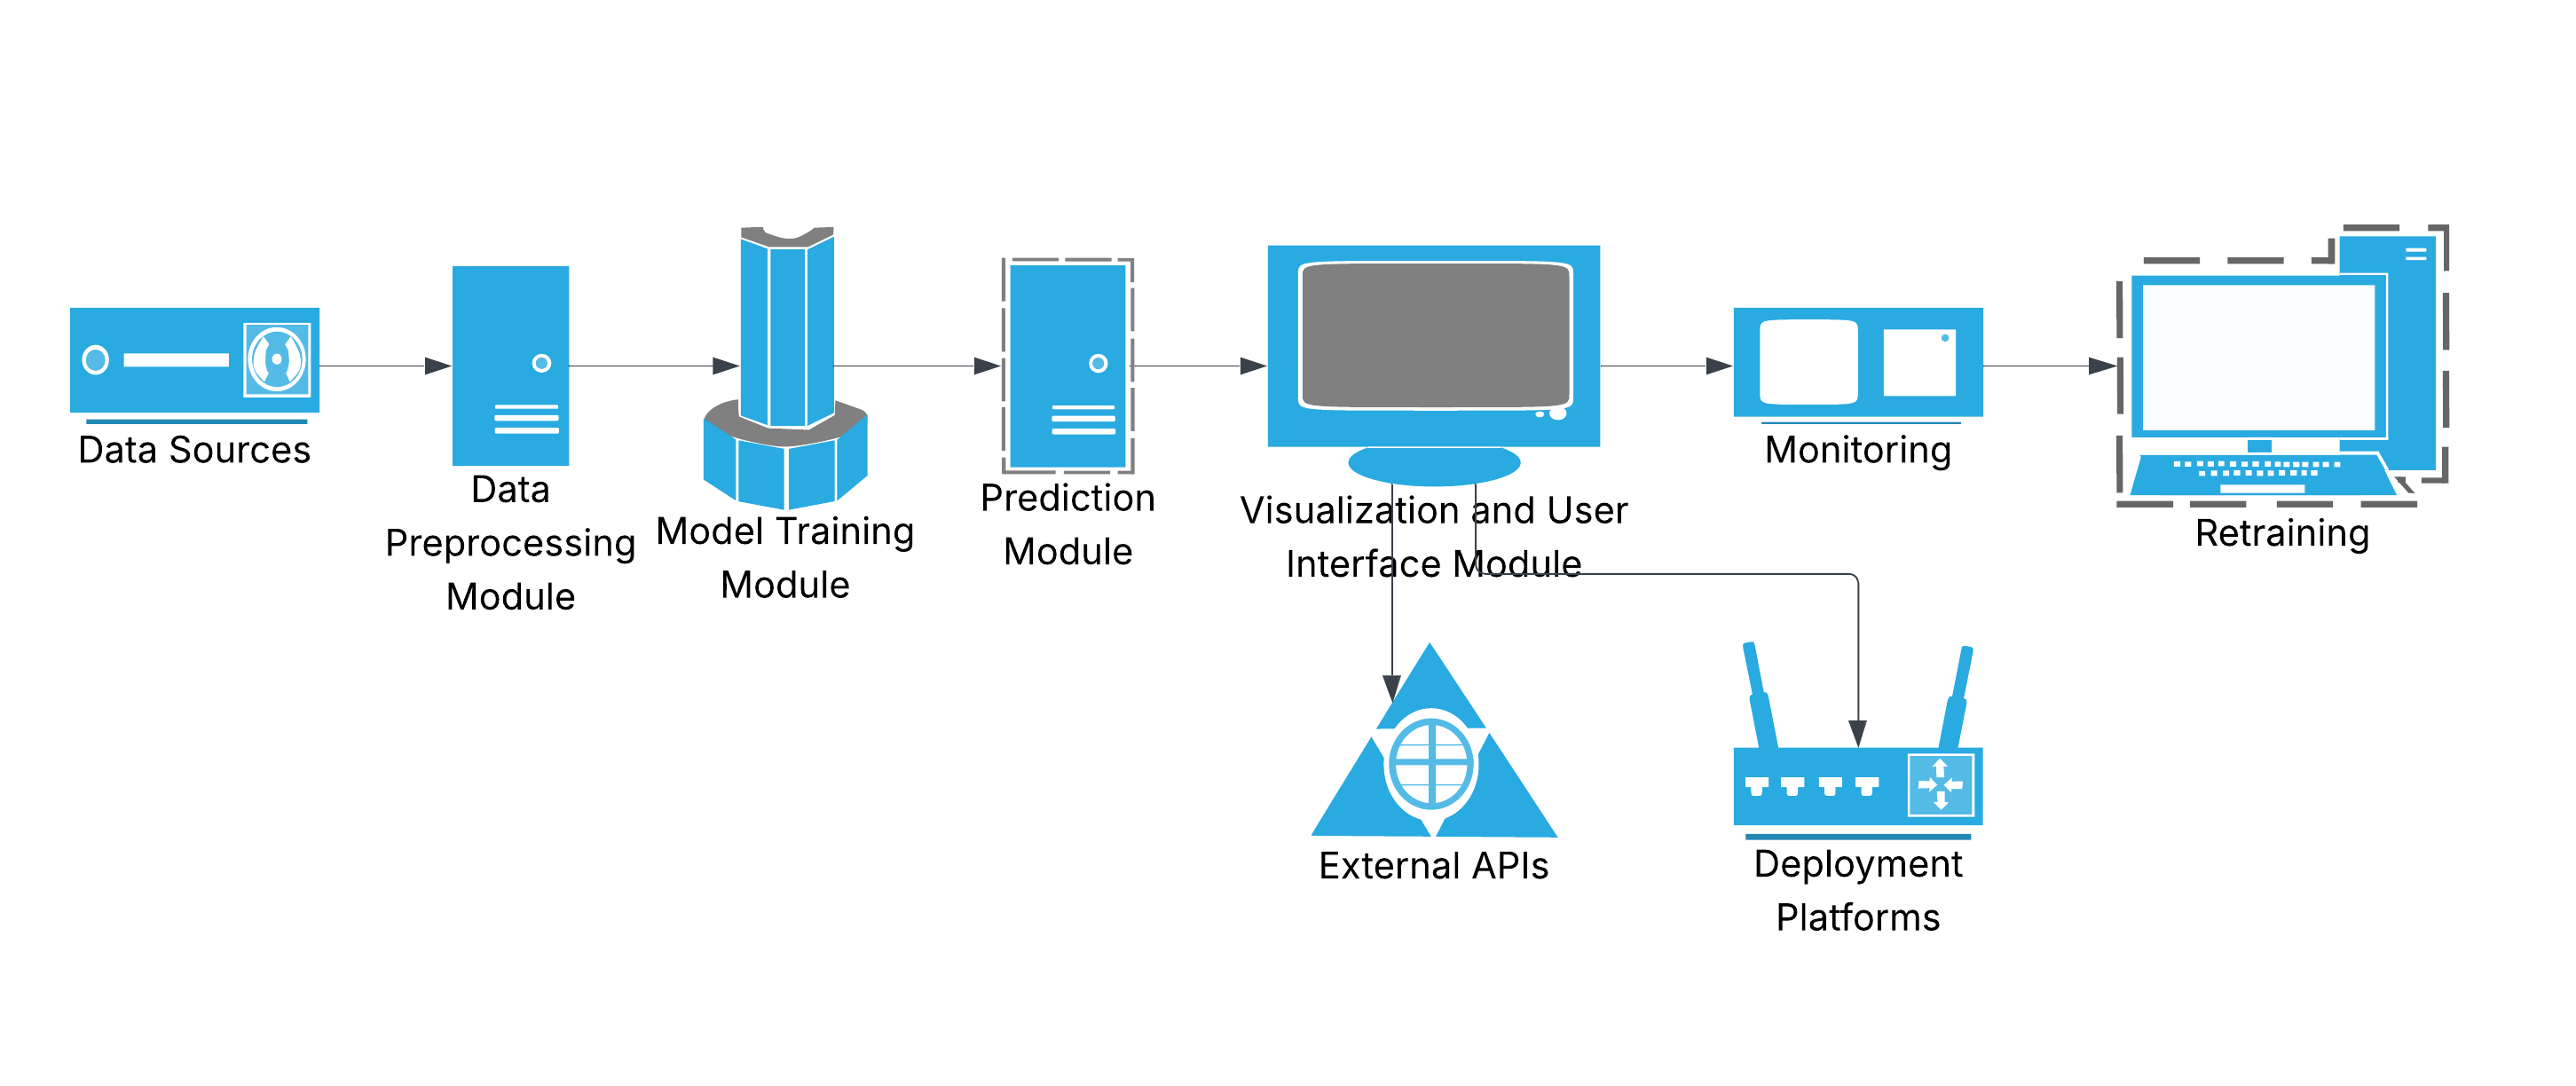 Data Sources
Data
Preprocessing
Module
Model Training
Module
Prediction
Module
Visualization and User
Interface Module
Monitoring
Retraining
External APIs
Deployment
Platforms